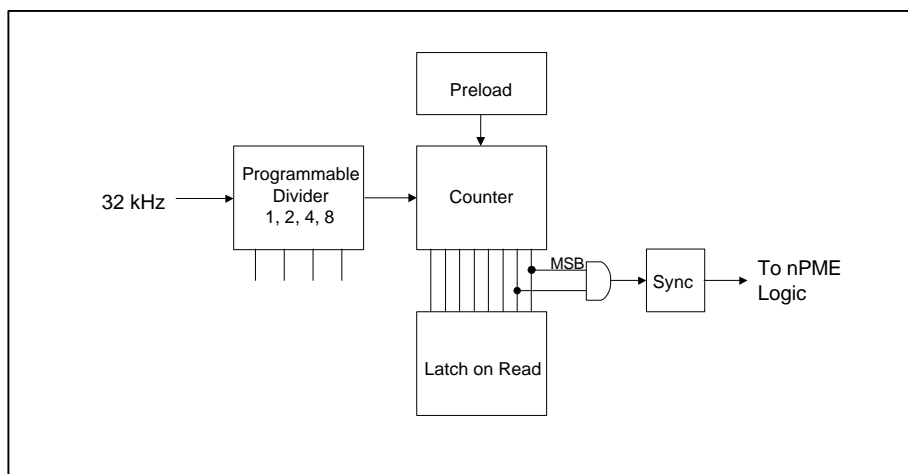 Preload
Programmable
Divider
1, 2, 4, 8
32 kHz
Counter
MSB
Sync
To nPME
Logic
Latch on Read